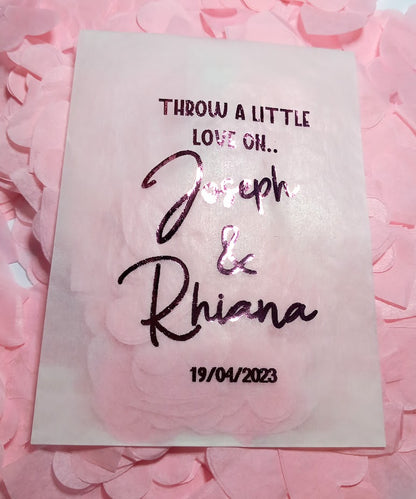 THROW A LITTLE
LOVE ON..
Joseph
&
Rhiana
19/04/2023